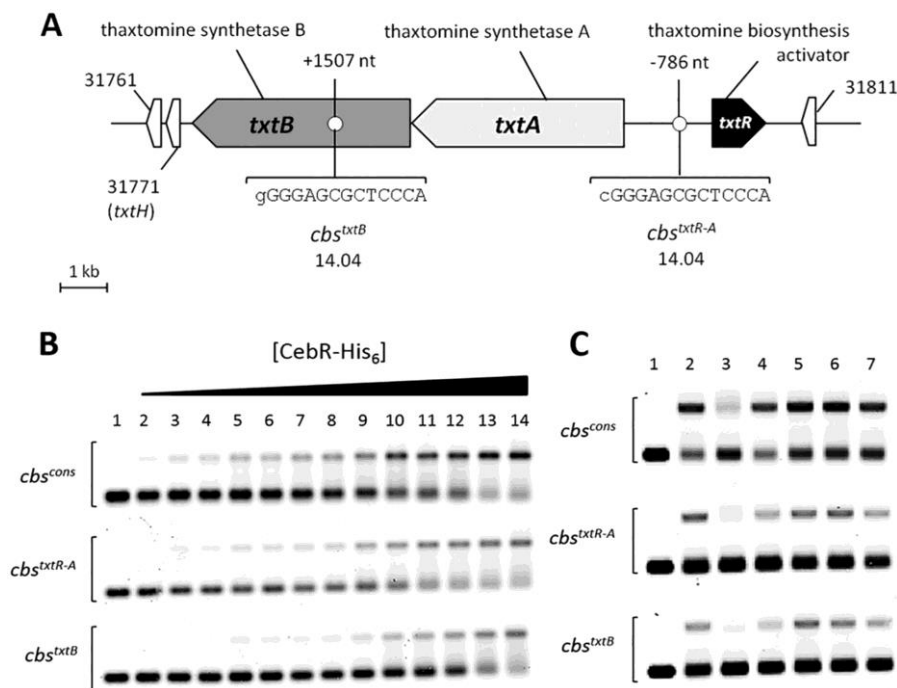 A
thaxtomine synthetase B
thaxtomine synthetase A
thaxtomine biosynthesis
activator
+1507 nt
-786 nt
31761
31811
txtB
txtA
txtR
31771
(txtH)
gGGGAGCGCTCCCA
cGGGAGCGCTCCCA
cbs^txtB
14.04
cbs^txtR-A
14.04
1 kb
B
[CebR-His₆]
1 2 3 4 5 6 7 8 9 10 11 12 13 14
cbs^cons
cbs^txtR-A
cbs^txtB
C
1 2 3 4 5 6 7
cbs^cons
cbs^txtR-A
cbs^txtB